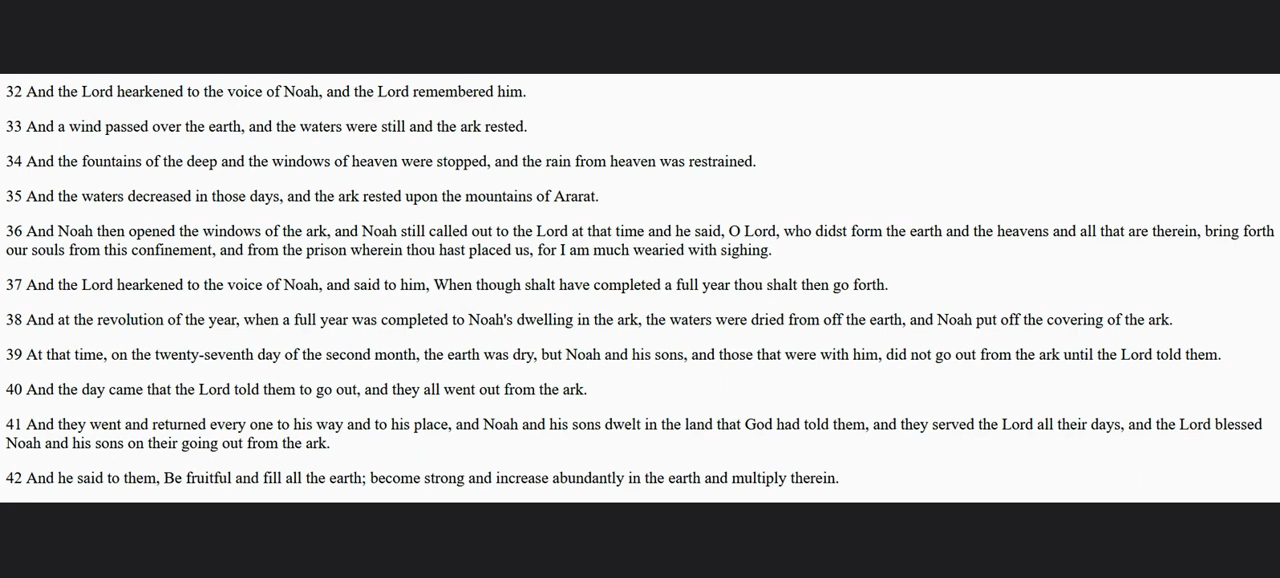 32 And the Lord hearkened to the voice of Noah, and the Lord remembered him.
33 And a wind passed over the earth, and the waters were still and the ark rested.
34 And the fountains of the deep and the windows of heaven were stopped, and the rain from heaven was restrained.
35 And the waters decreased in those days, and the ark rested upon the mountains of Ararat.
36 And Noah then opened the windows of the ark, and Noah still called out to the Lord at that time and he said, O Lord, who didst form the earth and the heavens and all that are therein, bring forth
our souls from this confinement, and from the prison wherein thou hast placed us, for I am much wearied with sighing.
37 And the Lord hearkened to the voice of Noah, and said to him, When though shalt have completed a full year thou shalt then go forth.
38 And at the revolution of the year, when a full year was completed to Noah's dwelling in the ark, the waters were dried from off the earth, and Noah put off the covering of the ark.
39 At that time, on the twenty-seventh day of the second month, the earth was dry, but Noah and his sons, and those that were with him, did not go out from the ark until the Lord told them.
40 And the day came that the Lord told them to go out, and they all went out from the ark.
41 And they went and returned every one to his way and to his place, and Noah and his sons dwelt in the land that God had told them, and they served the Lord all their days, and the Lord blessed
Noah and his sons on their going out from the ark.
42 And he said to them, Be fruitful and fill all the earth; become strong and increase abundantly in the earth and multiply therein.